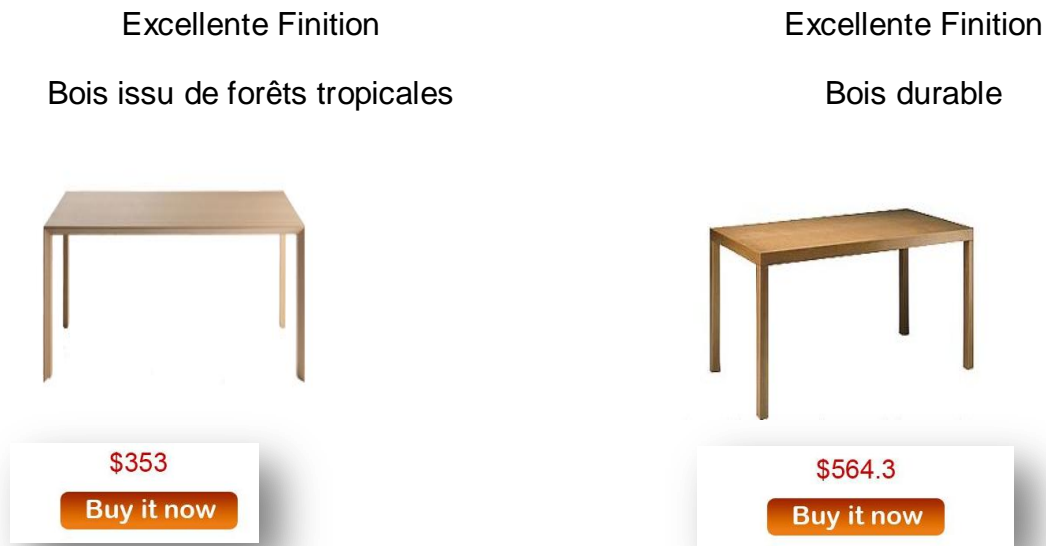 Excellente Finition
Bois issu de forêts tropicales
$353
Buy it now
Excellente Finition
Bois durable
$564.3
Buy it now